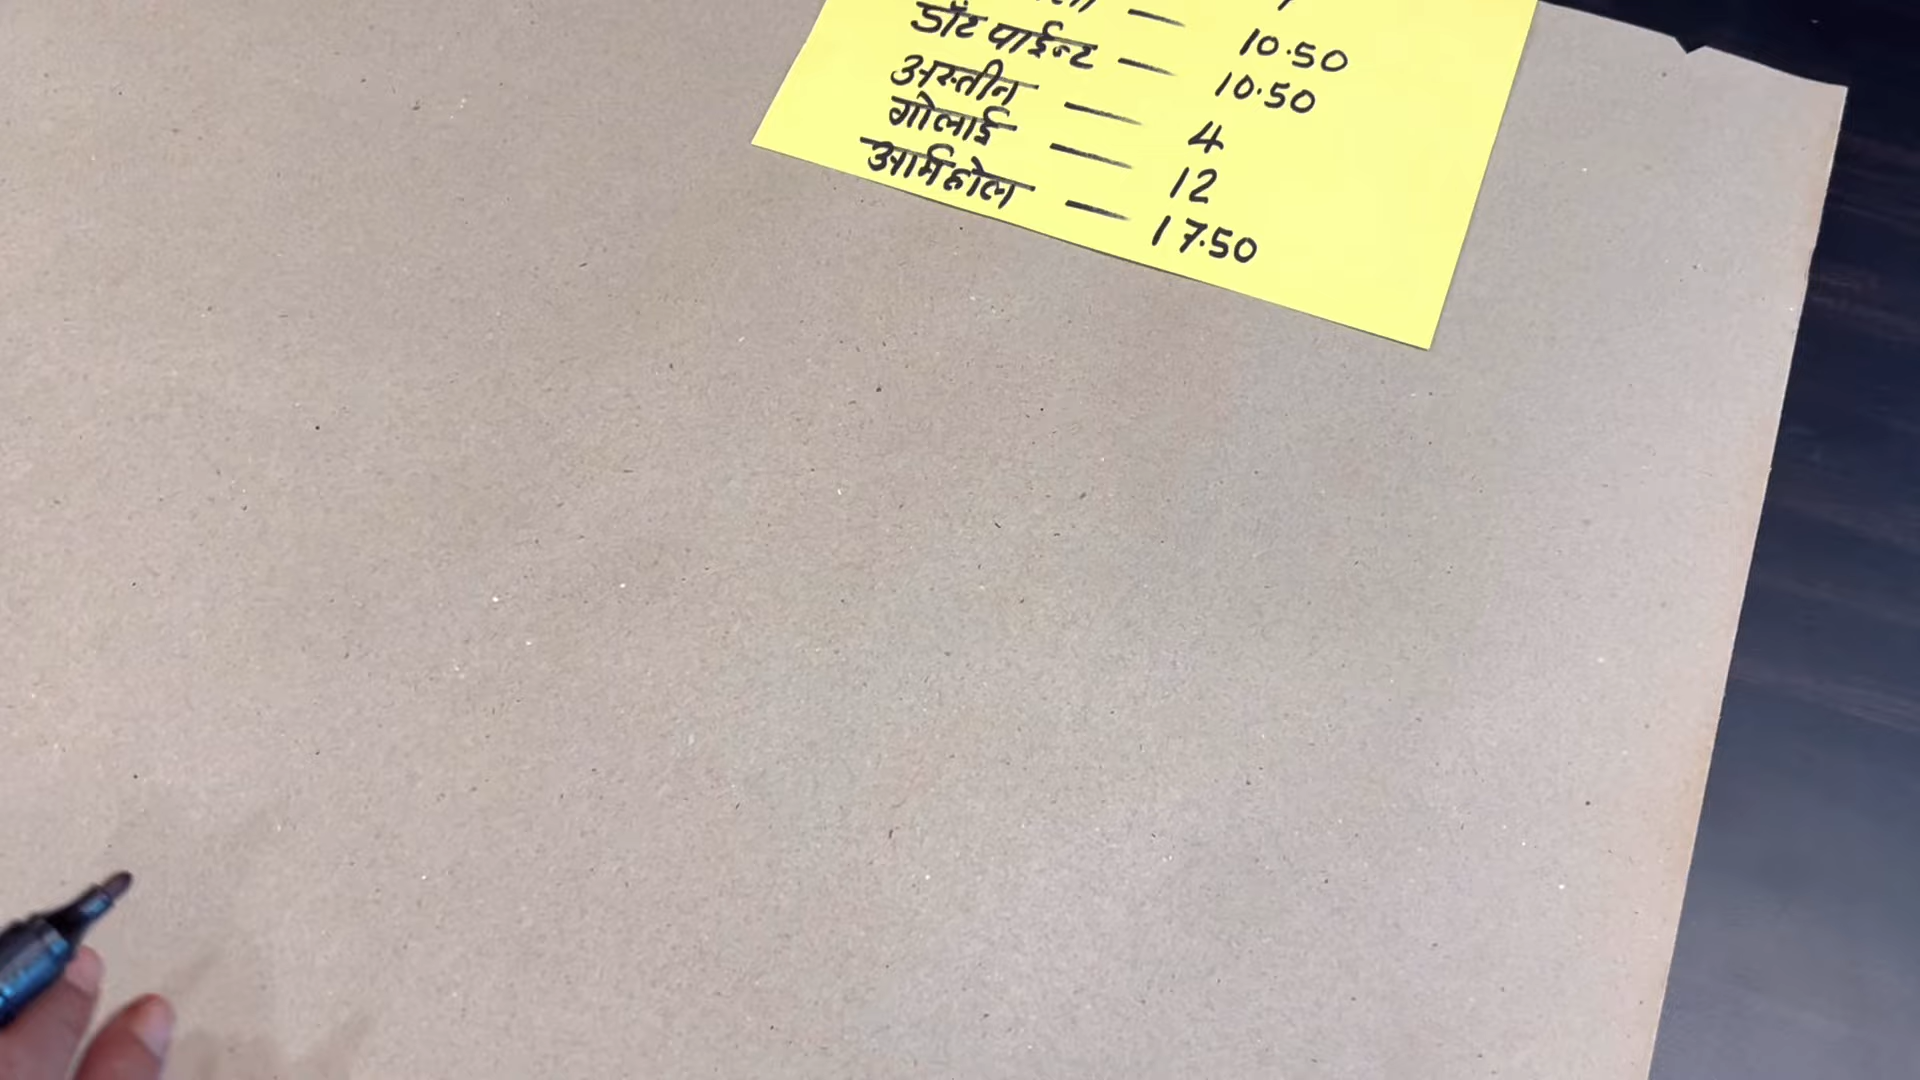 — 10.50
डॉट पाईन्ट — 10.50
अस्तीन — 4
गोलाई — 12
आर्महोल — 17.50